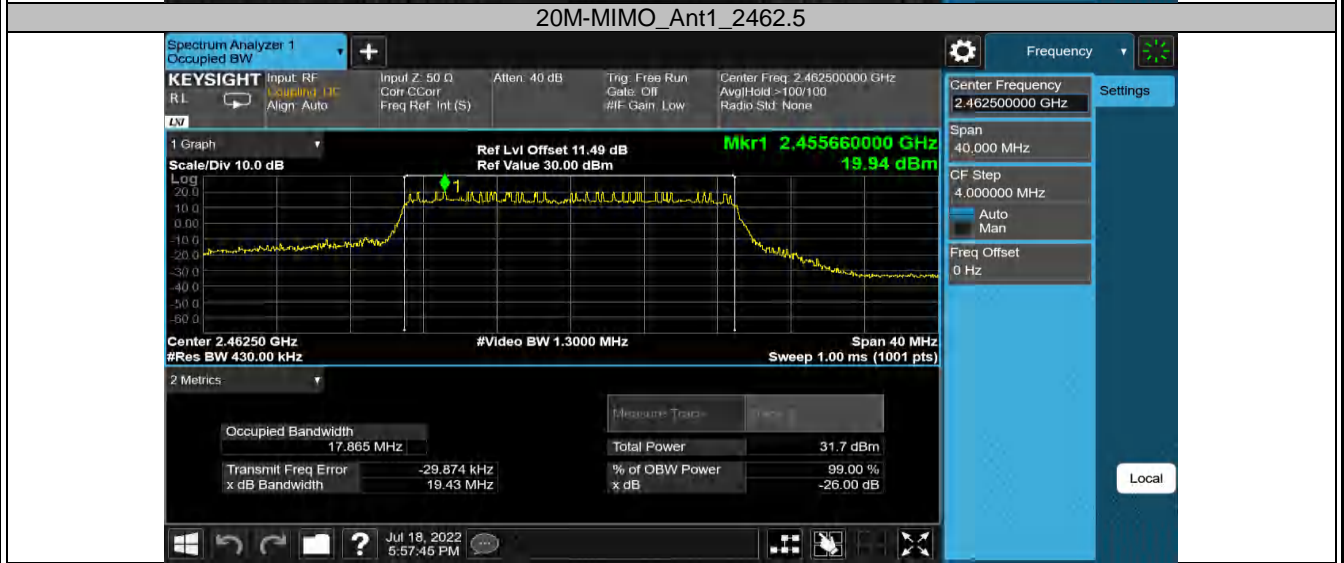 20M-MIMO_Ant1_2462.5
Spectrum Analyzer 1
Occupied BW
+
Frequency
KEYSIGHT
RL
LXI
Input: RF
Coupling: DC
Align: Auto
Input Z: 50 Ω
Corr CCorr
Freq Ref: Int (S)
Atten: 40 dB
Trig: Free Run
Gate: Off
#IF Gain: Low
Center Freq: 2.462500000 GHz
Avg|Hold:>100/100
Radio Std: None
Center Frequency
2.462500000 GHz
Settings
Span
40.000 MHz
CF Step
4.000000 MHz
Auto
Man
Freq Offset
0 Hz
1 Graph
Scale/Div 10.0 dB
Ref Lvl Offset 11.49 dB
Ref Value 30.00 dBm
Mkr1 2.455660000 GHz
19.94 dBm
Log
20.0
10.0
0.00
-10.0
-20.0
-30.0
-40.0
-50.0
-60.0
1
Center 2.46250 GHz
#Res BW 430.00 kHz
#Video BW 1.3000 MHz
Span 40 MHz
Sweep 1.00 ms (1001 pts)
2 Metrics
Measure Trace
Occupied Bandwidth
17.865 MHz
Total Power 31.7 dBm
Transmit Freq Error -29.874 kHz
% of OBW Power 99.00 %
x dB Bandwidth 19.43 MHz
x dB -26.00 dB
Local
?
Jul 18, 2022
5:57:45 PM